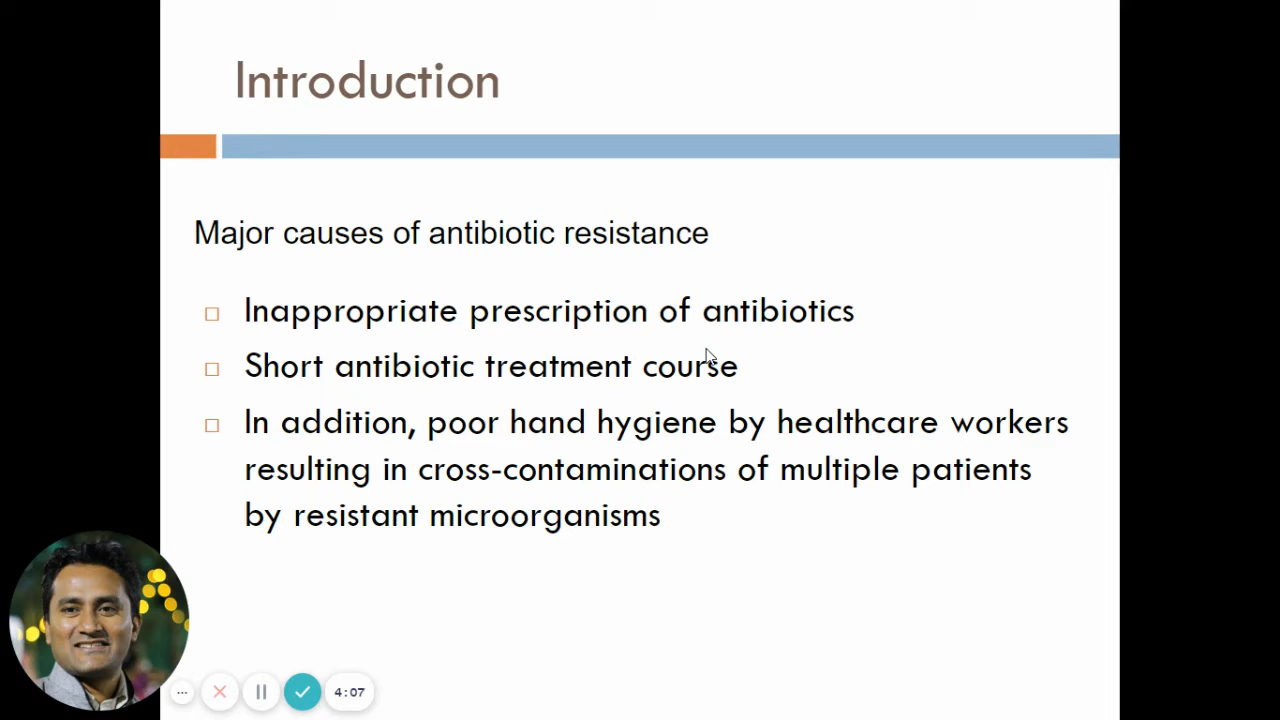 Introduction
Major causes of antibiotic resistance
Inappropriate prescription of antibiotics
Short antibiotic treatment course
In addition, poor hand hygiene by healthcare workers
resulting in cross-contaminations of multiple patients
by resistant microorganisms
4:07